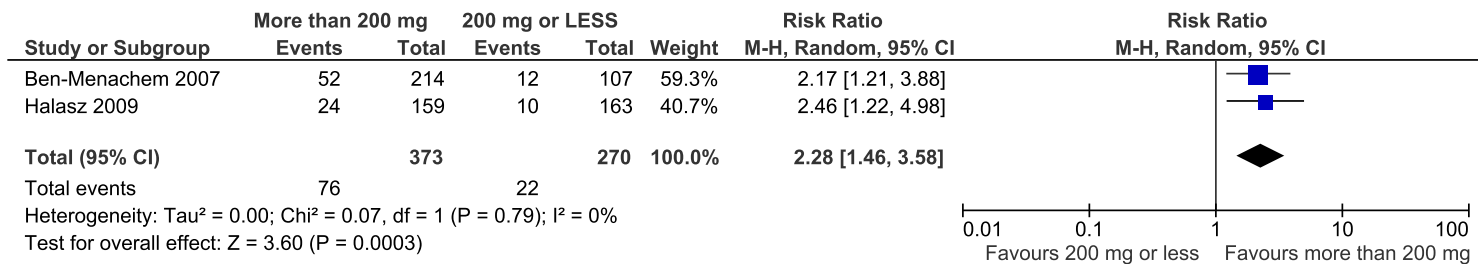 More than 200 mg 200 mg or LESS Risk Ratio Risk Ratio
Study or Subgroup Events Total Events Total Weight M-H, Random, 95% CI M-H, Random, 95% CI
Ben-Menachem 2007 52 214 12 107 59.3% 2.17 [1.21, 3.88]
Halasz 2009 24 159 10 163 40.7% 2.46 [1.22, 4.98]
Total (95% CI) 373 270 100.0% 2.28 [1.46, 3.58]
Total events 76 22
Heterogeneity: Tau² = 0.00; Chi² = 0.07, df = 1 (P = 0.79); I² = 0%
Test for overall effect: Z = 3.60 (P = 0.0003)
0.01 0.1 1 10 100
Favours 200 mg or less Favours more than 200 mg